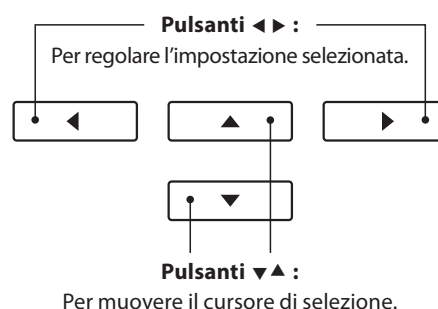 Pulsanti ◀ ▶ :
Per regolare l'impostazione selezionata.
◀ ▲ ▶
▼
Pulsanti ▼▲ :
Per muovere il cursore di selezione.